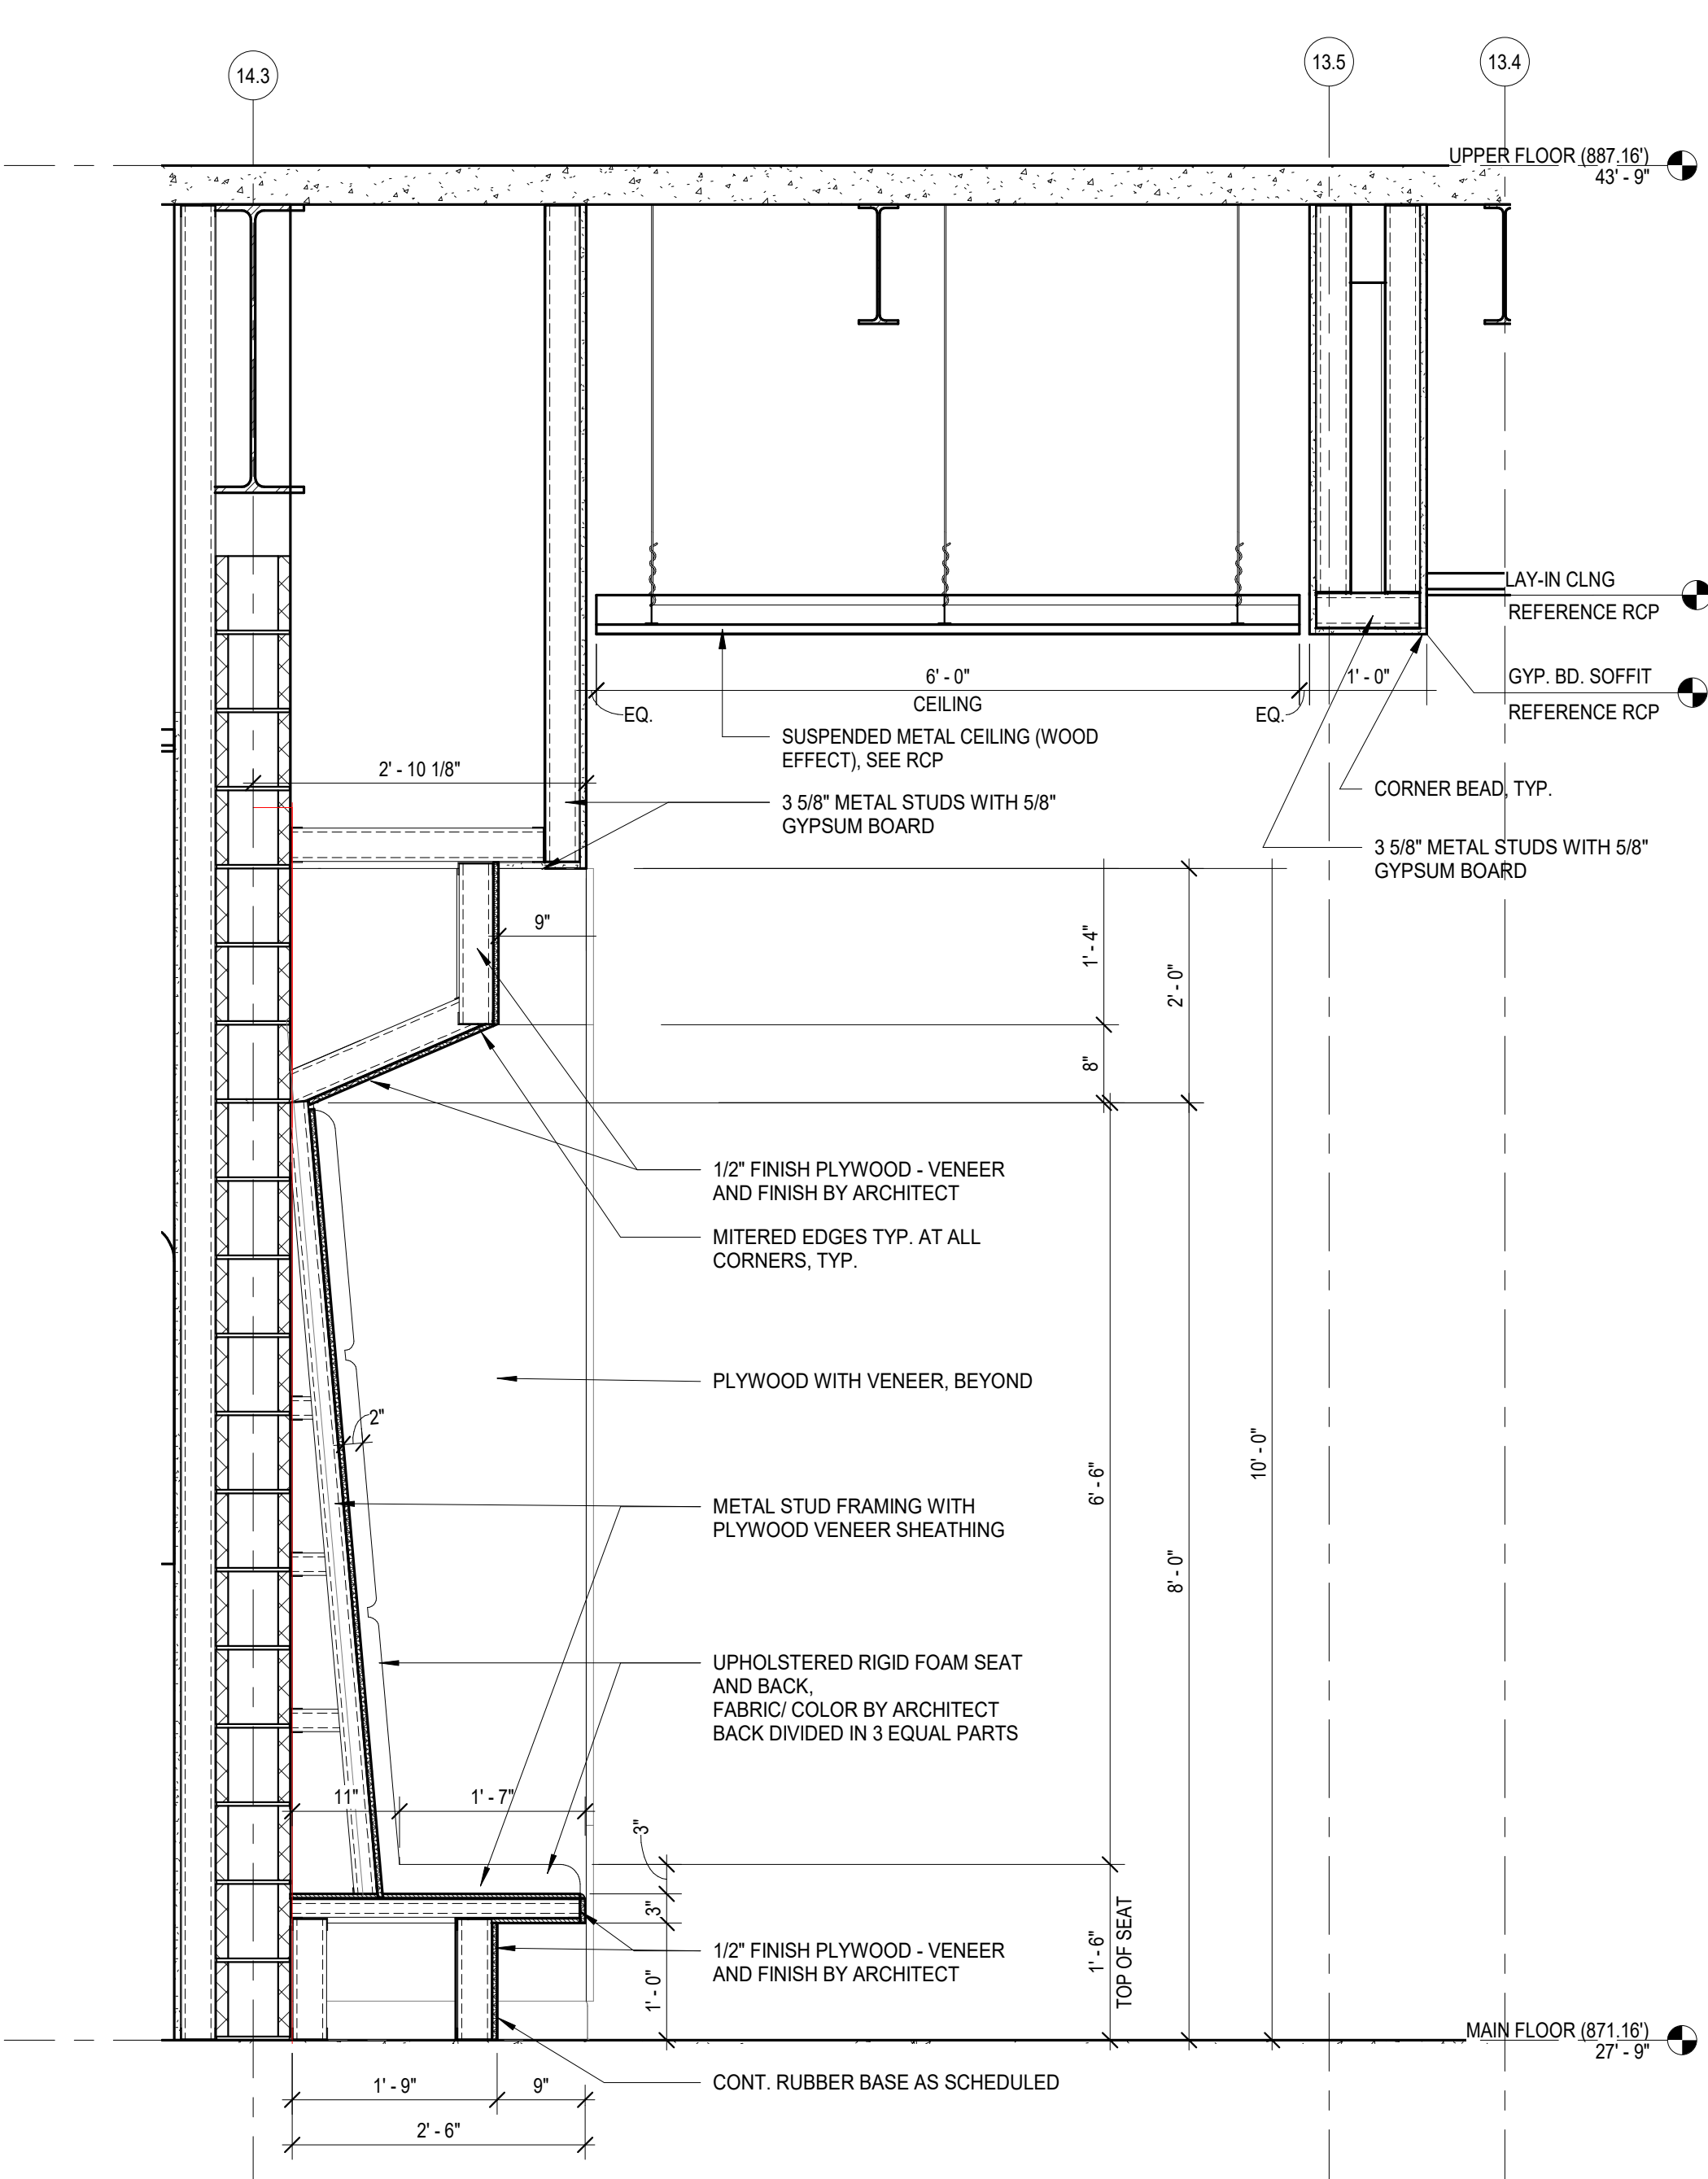 14.3
13.5
13.4
UPPER FLOOR (887.16')
43' - 9"
LAY-IN CLNG
REFERENCE RCP
6' - 0"
CEILING
1' - 0"
GYP. BD. SOFFIT
REFERENCE RCP
EQ.
EQ.
SUSPENDED METAL CEILING (WOOD
EFFECT), SEE RCP
2' - 10 1/8"
CORNER BEAD, TYP.
3 5/8" METAL STUDS WITH 5/8"
GYPSUM BOARD
3 5/8" METAL STUDS WITH 5/8"
GYPSUM BOARD
9"
1' - 4"
2' - 0"
8"
1/2" FINISH PLYWOOD - VENEER
AND FINISH BY ARCHITECT
MITERED EDGES TYP. AT ALL
CORNERS, TYP.
PLYWOOD WITH VENEER, BEYOND
2"
10' - 0"
6' - 6"
METAL STUD FRAMING WITH
PLYWOOD VENEER SHEATHING
8' - 0"
UPHOLSTERED RIGID FOAM SEAT
AND BACK,
FABRIC/ COLOR BY ARCHITECT
BACK DIVIDED IN 3 EQUAL PARTS
11"
1' - 7"
3"
3"
1' - 6"
TOP OF SEAT
1/2" FINISH PLYWOOD - VENEER
AND FINISH BY ARCHITECT
1' - 0"
MAIN FLOOR (871.16')
27' - 9"
CONT. RUBBER BASE AS SCHEDULED
1' - 9"
9"
2' - 6"